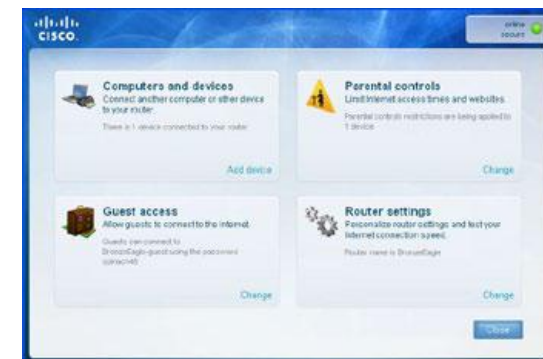 CISCO.
online
secure
Computers and devices
Connect another computer or other device
to your router.
There is 1 device connected to your router
Add device
Parental controls
Limit Internet access times and websites.
Parental controls restrictions are being applied to
1 device
Change
Guest access
Allow guests to connect to the internet
Guests can connect to
BronzeEagle-guest using the password
Change
Router settings
Personalize router settings and test your
Internet connection speed.
Router name is BronzeEagle
Change
Close